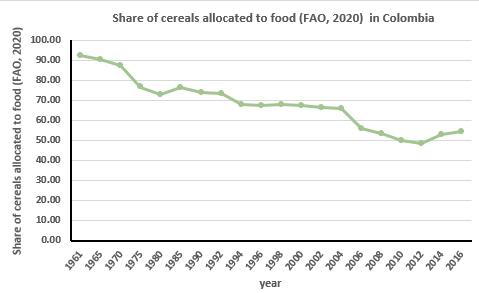 Share of cereals allocated to food (FAO, 2020)  in Colombia
Share of cereals allocated to food (FAO, 2020)
100.00
90.00
80.00
70.00
60.00
50.00
40.00
30.00
20.00
10.00
0.00
1961 1965 1970 1975 1980 1985 1990 1992 1994 1996 1998 2000 2002 2004 2006 2008 2010 2012 2014 2016
year